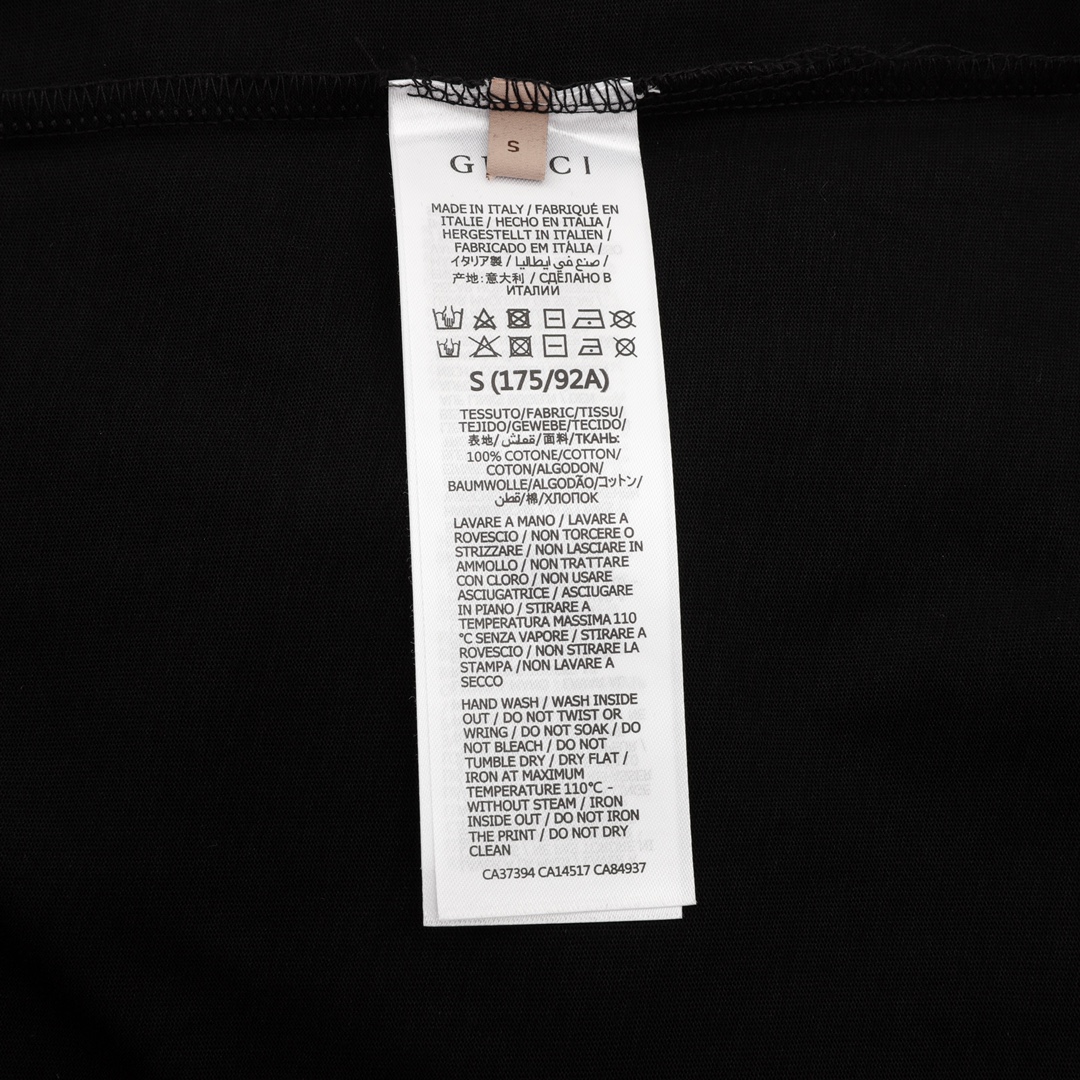 S
G CI
MADE IN ITALY / FABRIQUÉ EN
ITALIE / HECHO EN ITALIA /
HERGESTELLT IN ITALIEN /
FABRICADO EM ITÁLIA /
イタリア製 / صنع في ايطاليا /
产地: 意大利 / СДЕЛАНО В
ИТАЛИИ
S (175/92A)
TESSUTO/FABRIC/TISSU/
TEJIDO/GEWEBE/TECIDO/
表地/قماش/面料/ТКАНЬ:
100% COTONE/COTTON/
COTON/ALGODON/
BAUMWOLLE/ALGODÃO/コットン/
قطن/棉/ХЛОПОК
LAVARE A MANO / LAVARE A
ROVESCIO / NON TORCERE O
STRIZZARE / NON LASCIARE IN
AMMOLLO / NON TRATTARE
CON CLORO / NON USARE
ASCIUGATRICE / ASCIUGARE
IN PIANO / STIRARE A
TEMPERATURA MASSIMA 110
°C SENZA VAPORE / STIRARE A
ROVESCIO / NON STIRARE LA
STAMPA /NON LAVARE A
SECCO
HAND WASH / WASH INSIDE
OUT / DO NOT TWIST OR
WRING / DO NOT SOAK / DO
NOT BLEACH / DO NOT
TUMBLE DRY / DRY FLAT /
IRON AT MAXIMUM
TEMPERATURE 110°C -
WITHOUT STEAM / IRON
INSIDE OUT / DO NOT IRON
THE PRINT / DO NOT DRY
CLEAN
CA37394 CA14517 CA84937